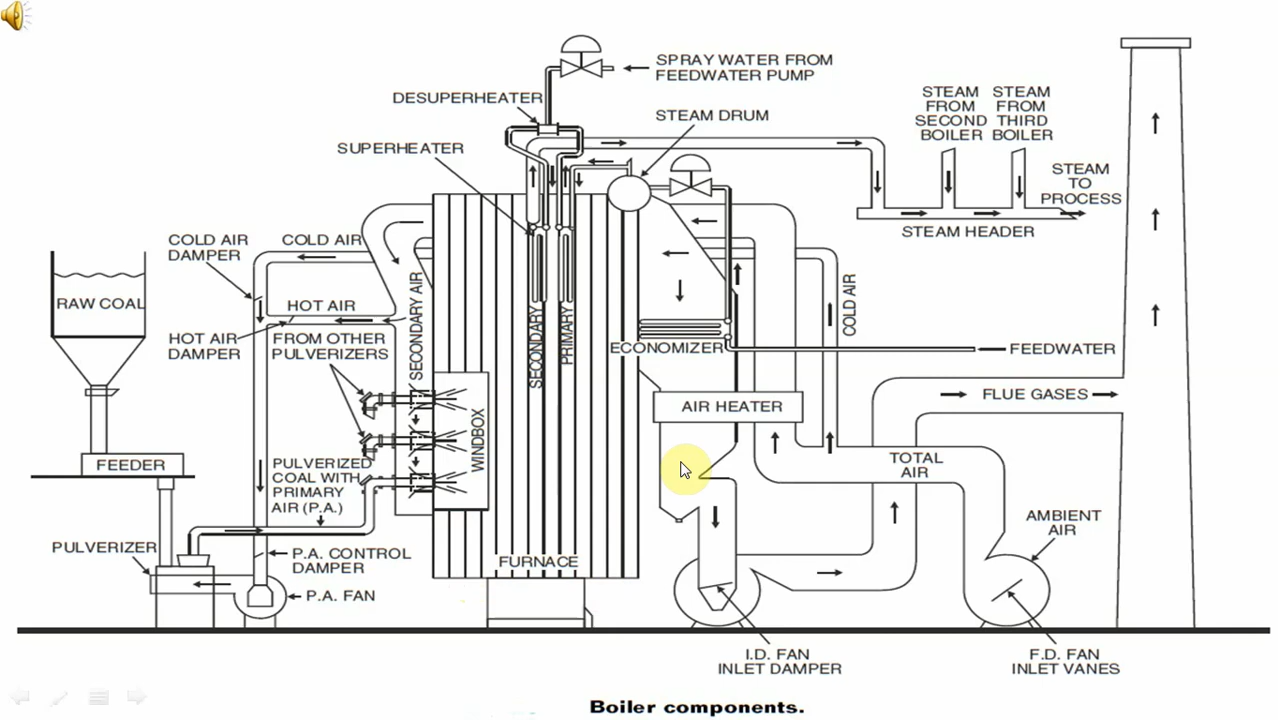 SPRAY WATER FROM
FEEDWATER PUMP
DESUPERHEATER
STEAM DRUM
SUPERHEATER
STEAM
FROM
SECOND
BOILER
STEAM
FROM
THIRD
BOILER
STEAM
TO
PROCESS
STEAM HEADER
COLD AIR
DAMPER
COLD AIR
RAW COAL
HOT AIR
HOT AIR
DAMPER
FROM OTHER
PULVERIZERS
SECONDARY AIR
SECONDARY
PRIMARY
COLD AIR
ECONOMIZER
FEEDWATER
FLUE GASES
AIR HEATER
WINDBOX
FEEDER
PULVERIZED
COAL WITH
PRIMARY
AIR (P.A.)
TOTAL
AIR
AMBIENT
AIR
PULVERIZER
P.A. CONTROL
DAMPER
FURNACE
P.A. FAN
I.D. FAN
INLET DAMPER
F.D. FAN
INLET VANES
Boiler components.